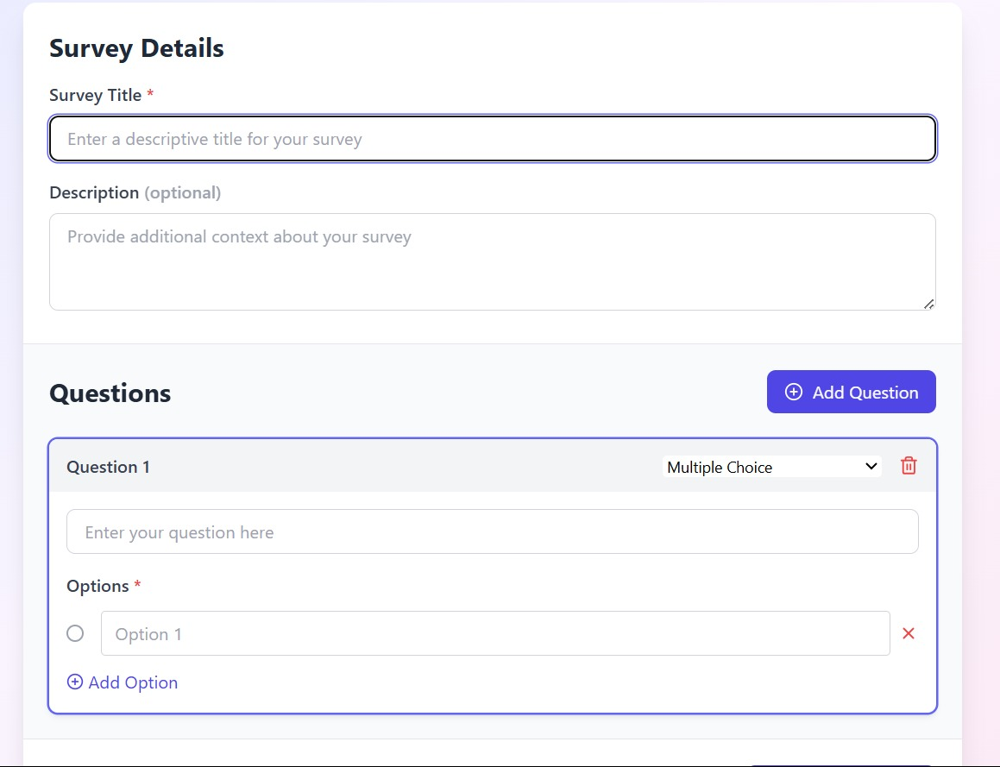 Survey Details
Survey Title *
Enter a descriptive title for your survey
Description (optional)
Provide additional context about your survey
Questions
Add Question
Question 1
Multiple Choice
Enter your question here
Options *
Option 1
Add Option